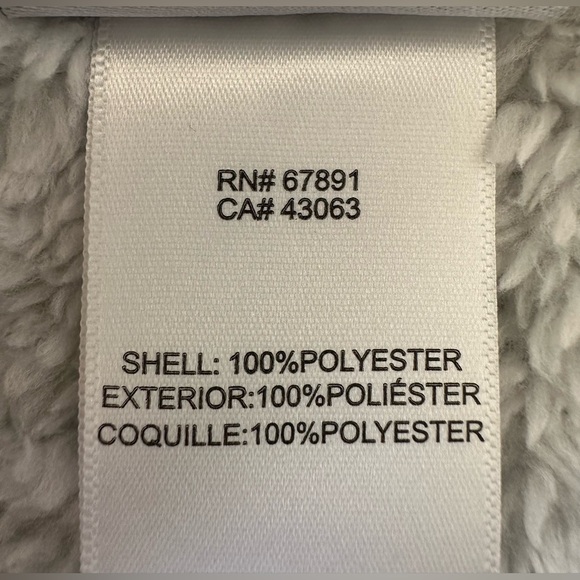 RN# 67891
CA# 43063
SHELL: 100%POLYESTER
EXTERIOR:100%POLIÉSTER
COQUILLE:100%POLYESTER